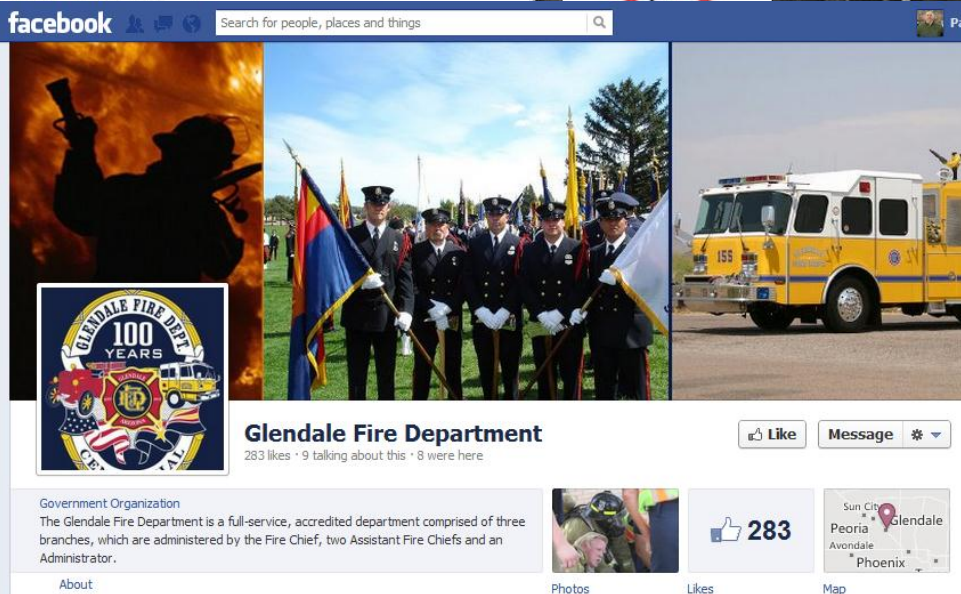 facebook
Search for people, places and things
155
GLENDALE FIRE DEPT.
100
YEARS
GLENDALE
ARIZONA
Glendale Fire Department
283 likes · 9 talking about this · 8 were here
Like
Message
Government Organization
The Glendale Fire Department is a full-service, accredited department comprised of three
branches, which are administered by the Fire Chief, two Assistant Fire Chiefs and an
Administrator.
About
Photos
283
Likes
Sun City
Peoria
Glendale
Avondale
Phoenix
Map